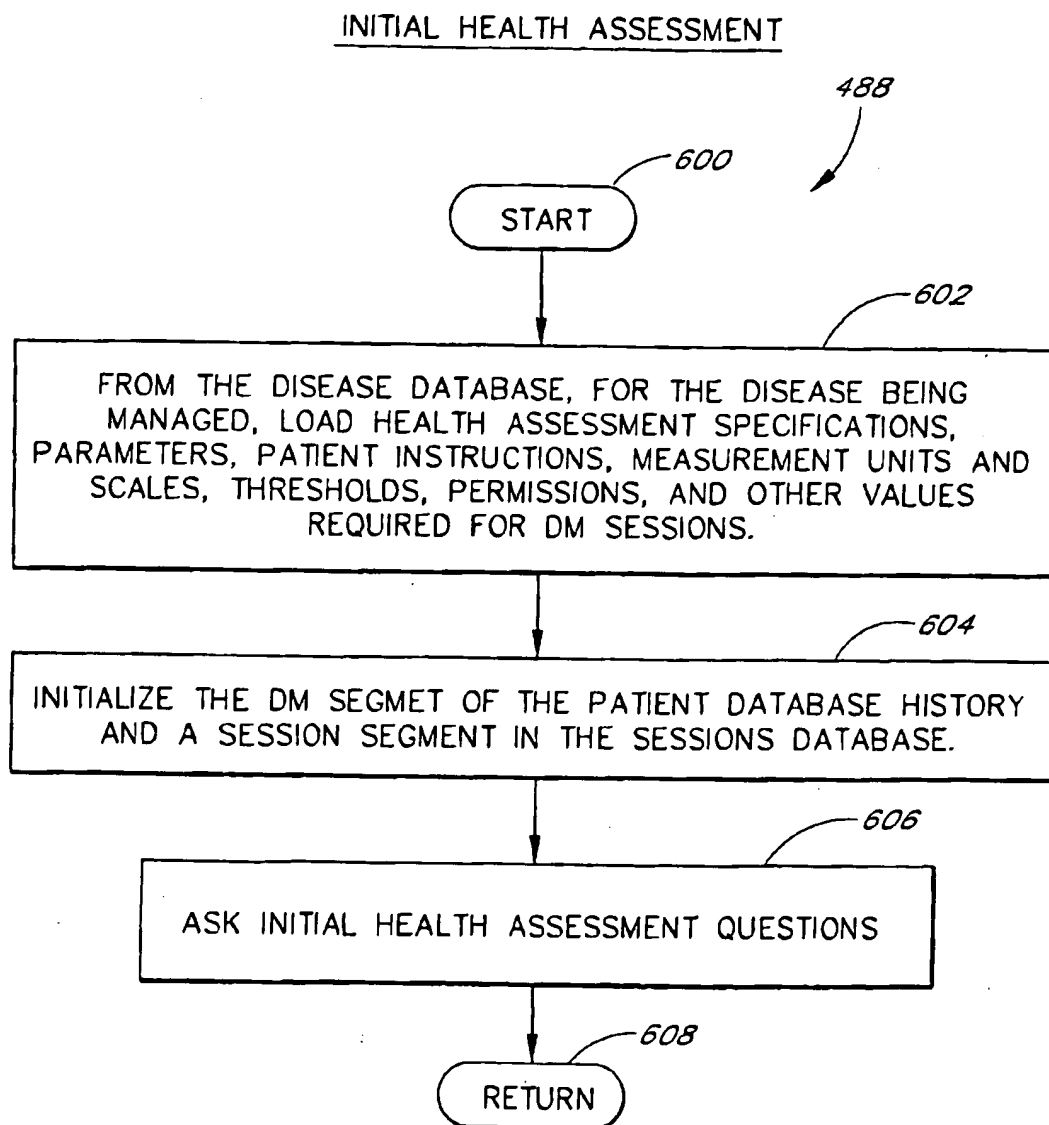 INITIAL HEALTH ASSESSMENT
488
600
START
602
FROM THE DISEASE DATABASE, FOR THE DISEASE BEING
MANAGED, LOAD HEALTH ASSESSMENT SPECIFICATIONS,
PARAMETERS, PATIENT INSTRUCTIONS, MEASUREMENT UNITS AND
SCALES, THRESHOLDS, PERMISSIONS, AND OTHER VALUES
REQUIRED FOR DM SESSIONS.
604
INITIALIZE THE DM SEGMET OF THE PATIENT DATABASE HISTORY
AND A SESSION SEGMENT IN THE SESSIONS DATABASE.
606
ASK INITIAL HEALTH ASSESSMENT QUESTIONS
608
RETURN